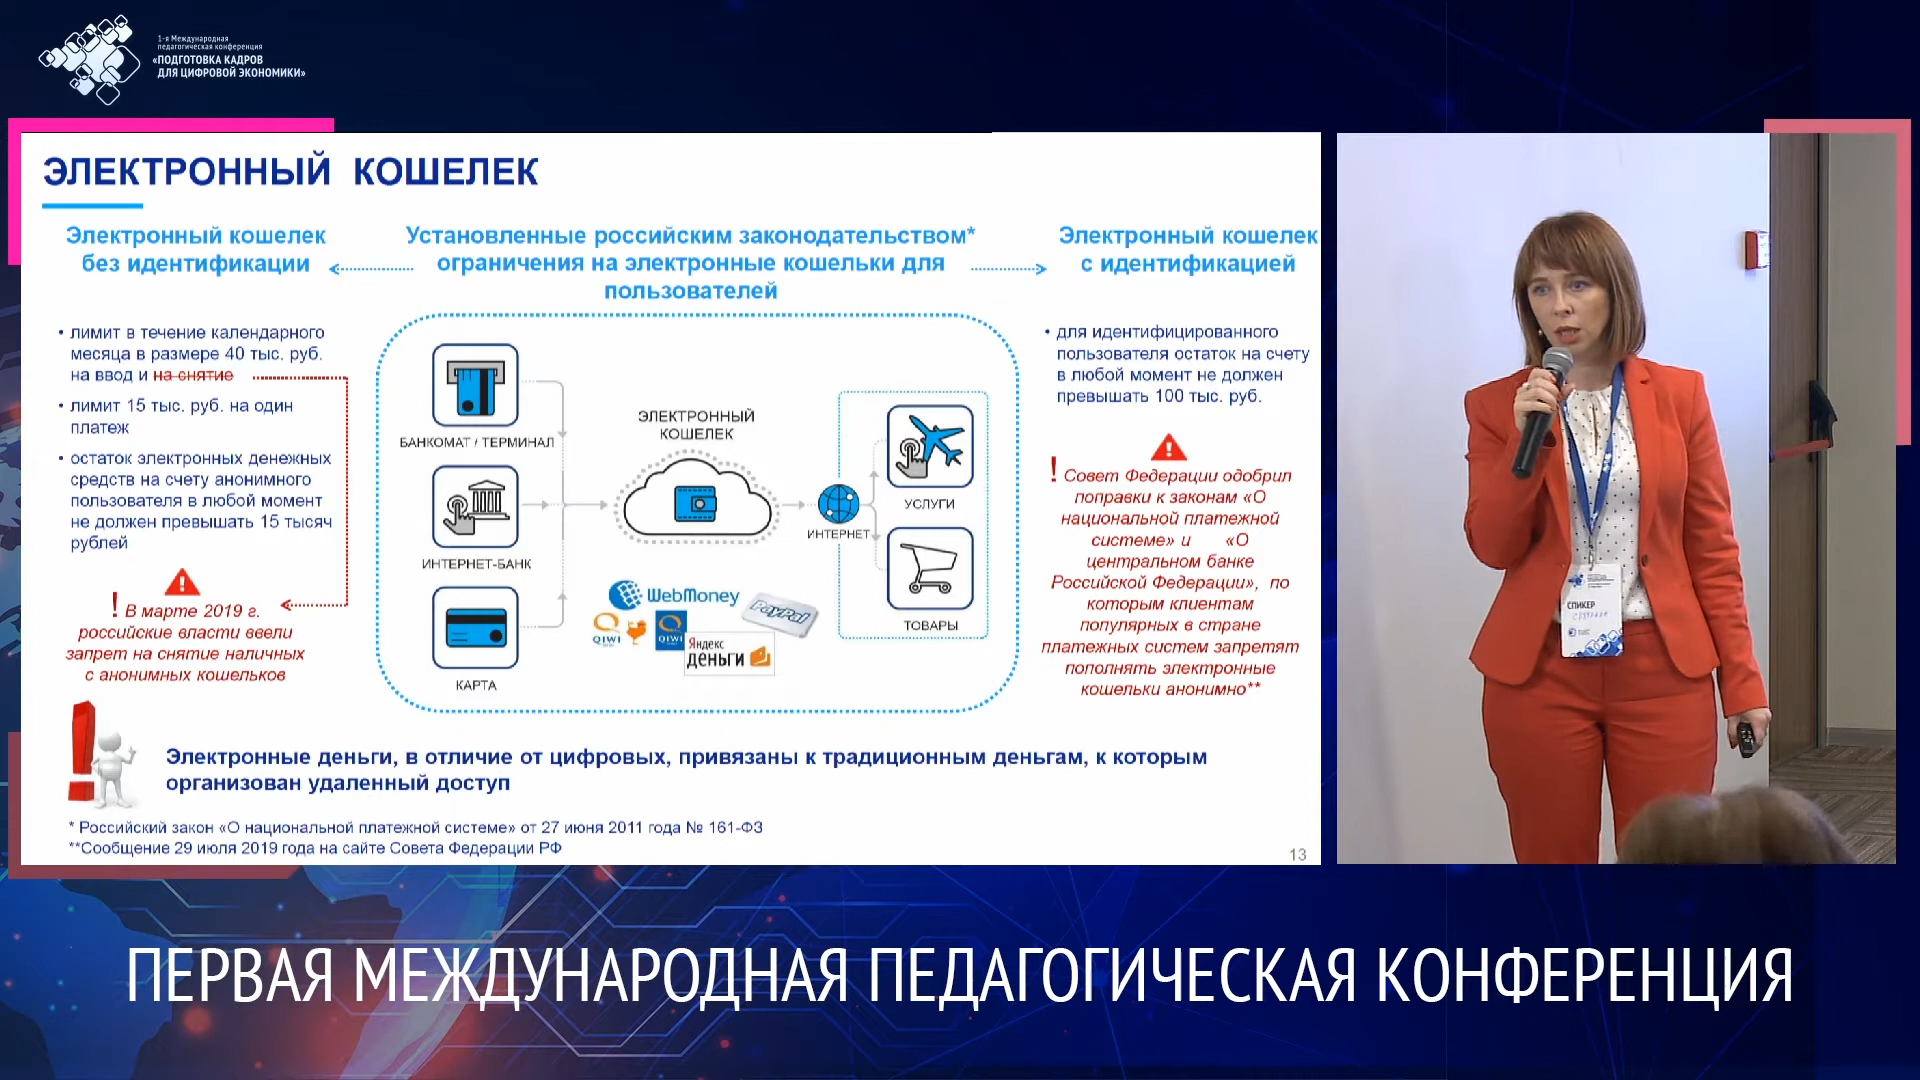 1-я Международная
педагогическая конференция
«ПОДГОТОВКА КАДРОВ
ДЛЯ ЦИФРОВОЙ ЭКОНОМИКИ»
ЭЛЕКТРОННЫЙ КОШЕЛЕК
Электронный кошелек
без идентификации
Установленные российским законодательством*
ограничения на электронные кошельки для
пользователей
Электронный кошелек
с идентификацией
• лимит в течение календарного
месяца в размере 40 тыс. руб.
на ввод и на снятие
• лимит 15 тыс. руб. на один
платеж
• остаток электронных денежных
средств на счету анонимного
пользователя в любой момент
не должен превышать 15 тысяч
рублей
! В марте 2019 г.
российские власти ввели
запрет на снятие наличных
с анонимных кошельков
БАНКОМАТ / ТЕРМИНАЛ
ИНТЕРНЕТ-БАНК
КАРТА
ЭЛЕКТРОННЫЙ
КОШЕЛЕК
WebMoney
PayPal
QIWI
QIWI
Яндекс
деньги
ИНТЕРНЕТ
УСЛУГИ
ТОВАРЫ
• для идентифицированного
пользователя остаток на счету
в любой момент не должен
превышать 100 тыс. руб.
! Совет Федерации одобрил
поправки к законам «О
национальной платежной
системе» и «О
центральном банке
Российской Федерации», по
которым клиентам
популярных в стране
платежных систем запретят
пополнять электронные
кошельки анонимно**
Электронные деньги, в отличие от цифровых, привязаны к традиционным деньгам, к которым
организован удаленный доступ
* Российский закон «О национальной платежной системе» от 27 июня 2011 года № 161-ФЗ
**Сообщение 29 июля 2019 года на сайте Совета Федерации РФ
13
СПИКЕР
ПЕРВАЯ МЕЖДУНАРОДНАЯ ПЕДАГОГИЧЕСКАЯ КОНФЕРЕНЦИЯ